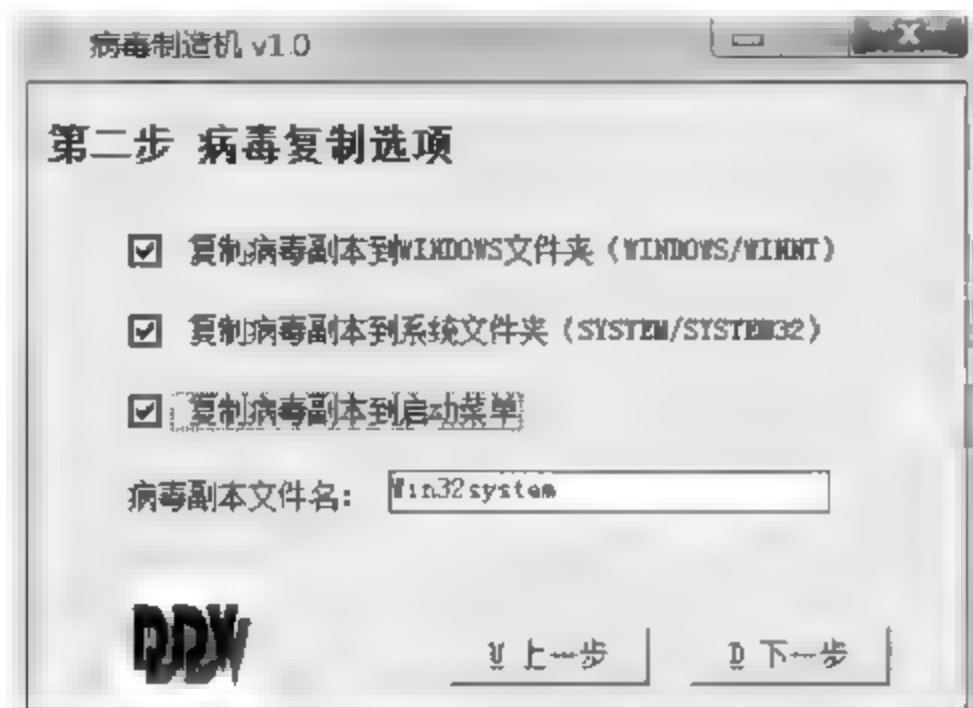 病毒制造机 v1.0
第二步 病毒复制选项
复制病毒副本到WINDOWS文件夹（WINDOWS/WINNT）
复制病毒副本到系统文件夹（SYSTEM/SYSTEM32）
复制病毒副本到启动菜单
病毒副本文件名： Win32system
U 上一步 D 下一步